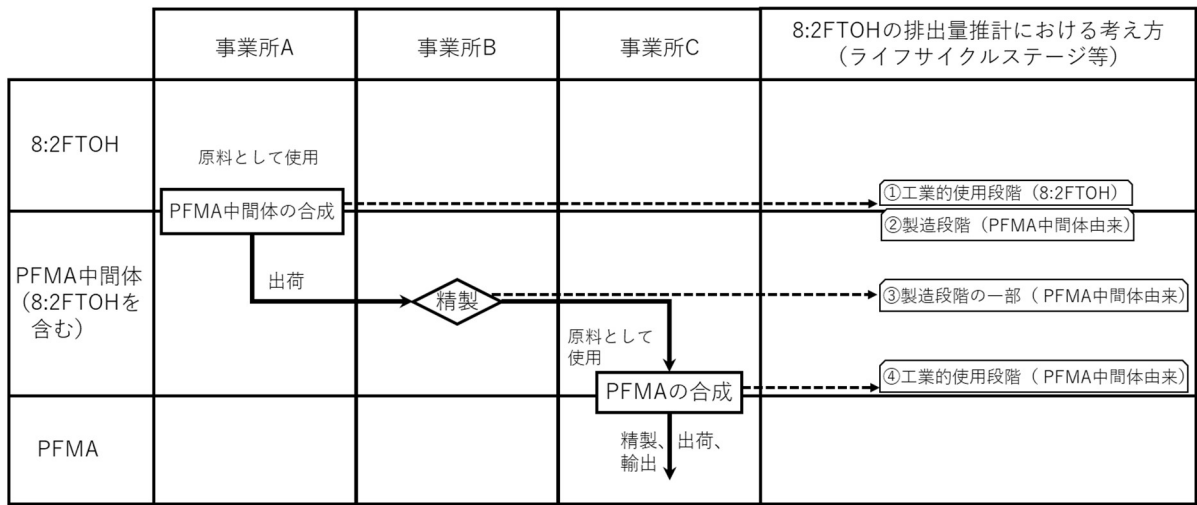 事業所A
事業所B
事業所C
8:2FTOHの排出量推計における考え方
（ライフサイクルステージ等）
8:2FTOH
原料として使用
PFMA中間体の合成
①工業的使用段階（8:2FTOH）
②製造段階（PFMA中間体由来）
PFMA中間体
（8:2FTOHを
含む）
出荷
精製
③製造段階の一部（ PFMA中間体由来）
原料として
使用
PFMAの合成
④工業的使用段階（ PFMA中間体由来）
PFMA
精製、出荷、
輸出